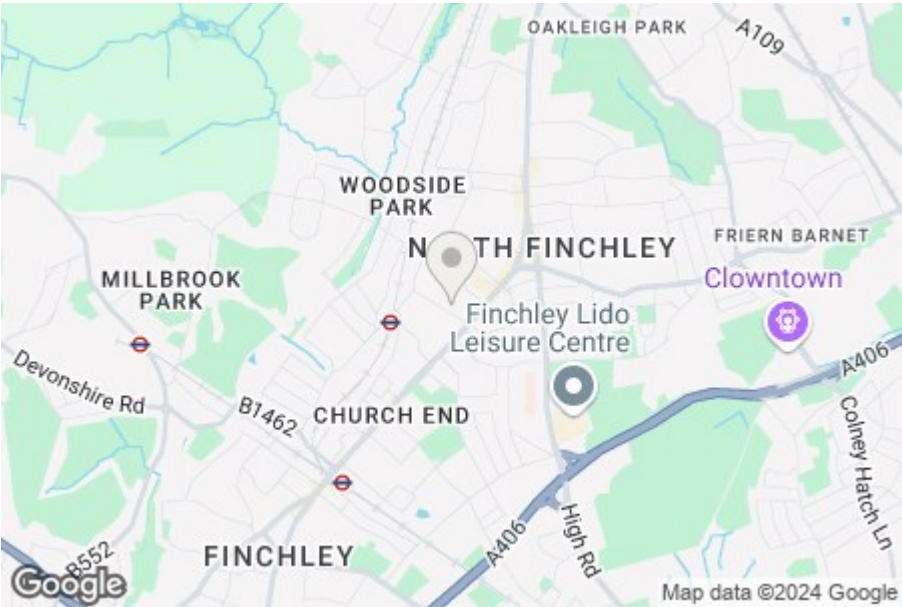 OAKLEIGH PARK
A109
WOODSIDE
PARK
FRIERN BARNET
FINCHLEY
MILLBROOK
PARK
Clowntown
Finchley Lido
Leisure Centre
A406
Devonshire Rd
B1462
CHURCH END
Colney Hatch Ln
High Rd
A406
B552
FINCHLEY
Google
Map data ©2024 Google